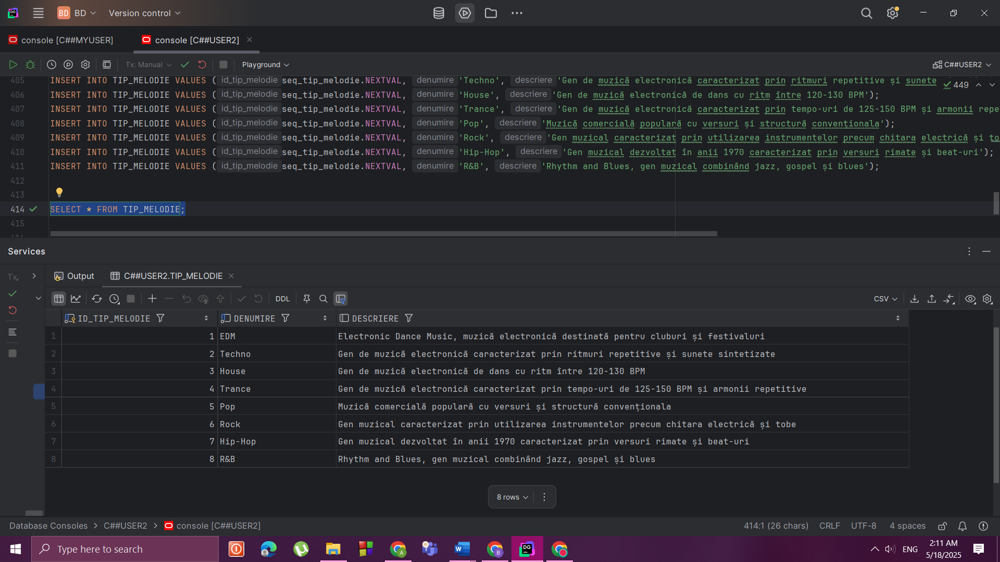 BD BD Version control
console [C##MYUSER] console [C##USER2]
Tx: Manual Playground C##USER2
405 INSERT INTO TIP_MELODIE VALUES ( id_tip_melodie seq_tip_melodie.NEXTVAL, denumire 'Techno', descriere 'Gen de muzică electronică caracterizat prin ritmuri repetitive și sunete 449
406 INSERT INTO TIP_MELODIE VALUES ( id_tip_melodie seq_tip_melodie.NEXTVAL, denumire 'House', descriere 'Gen de muzică electronică de dans cu ritm între 120-130 BPM');
407 INSERT INTO TIP_MELODIE VALUES ( id_tip_melodie seq_tip_melodie.NEXTVAL, denumire 'Trance', descriere 'Gen de muzică electronică caracterizat prin tempo-uri de 125-150 BPM și armonii repe
408 INSERT INTO TIP_MELODIE VALUES ( id_tip_melodie seq_tip_melodie.NEXTVAL, denumire 'Pop', descriere 'Muzică comercială populară cu versuri și structură convenționala');
409 INSERT INTO TIP_MELODIE VALUES ( id_tip_melodie seq_tip_melodie.NEXTVAL, denumire 'Rock', descriere 'Gen muzical caracterizat prin utilizarea instrumentelor precum chitara electrică și to
410 INSERT INTO TIP_MELODIE VALUES ( id_tip_melodie seq_tip_melodie.NEXTVAL, denumire 'Hip-Hop', descriere 'Gen muzical dezvoltat în anii 1970 caracterizat prin versuri rimate și beat-uri');
411 INSERT INTO TIP_MELODIE VALUES ( id_tip_melodie seq_tip_melodie.NEXTVAL, denumire 'R&B', descriere 'Rhythm and Blues, gen muzical combinând jazz, gospel și blues');
412
413
414 SELECT * FROM TIP_MELODIE;
415
Services
Tx Output C##USER2.TIP_MELODIE
DDL CSV
ID_TIP_MELODIE DENUMIRE DESCRIERE
1 1 EDM Electronic Dance Music, muzică electronică destinată pentru cluburi și festivaluri
2 2 Techno Gen de muzică electronică caracterizat prin ritmuri repetitive și sunete sintetizate
3 3 House Gen de muzică electronică de dans cu ritm între 120-130 BPM
4 4 Trance Gen de muzică electronică caracterizat prin tempo-uri de 125-150 BPM și armonii repetitive
5 5 Pop Muzică comercială populară cu versuri și structură convenționala
6 6 Rock Gen muzical caracterizat prin utilizarea instrumentelor precum chitara electrică și tobe
7 7 Hip-Hop Gen muzical dezvoltat în anii 1970 caracterizat prin versuri rimate și beat-uri
8 8 R&B Rhythm and Blues, gen muzical combinând jazz, gospel și blues
8 rows
Database Consoles > C##USER2 > console [C##USER2] 414:1 (26 chars) CRLF UTF-8 4 spaces
Type here to search ENG 2:11 AM
5/18/2025